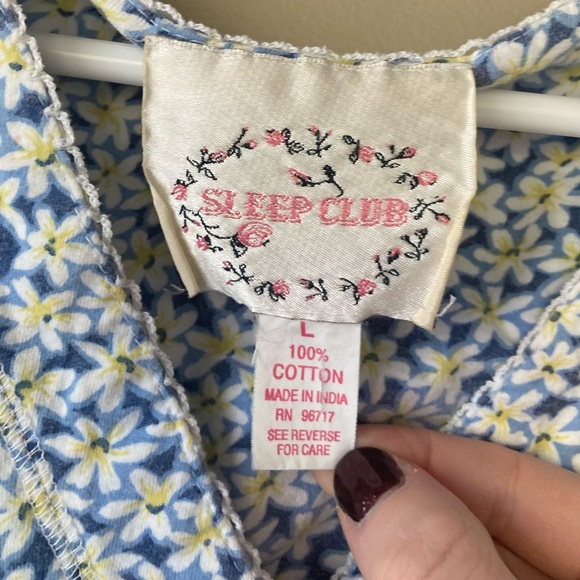 SLEEP CLUB
L
100%
COTTON
MADE IN INDIA
RN 96717
SEE REVERSE
FOR CARE